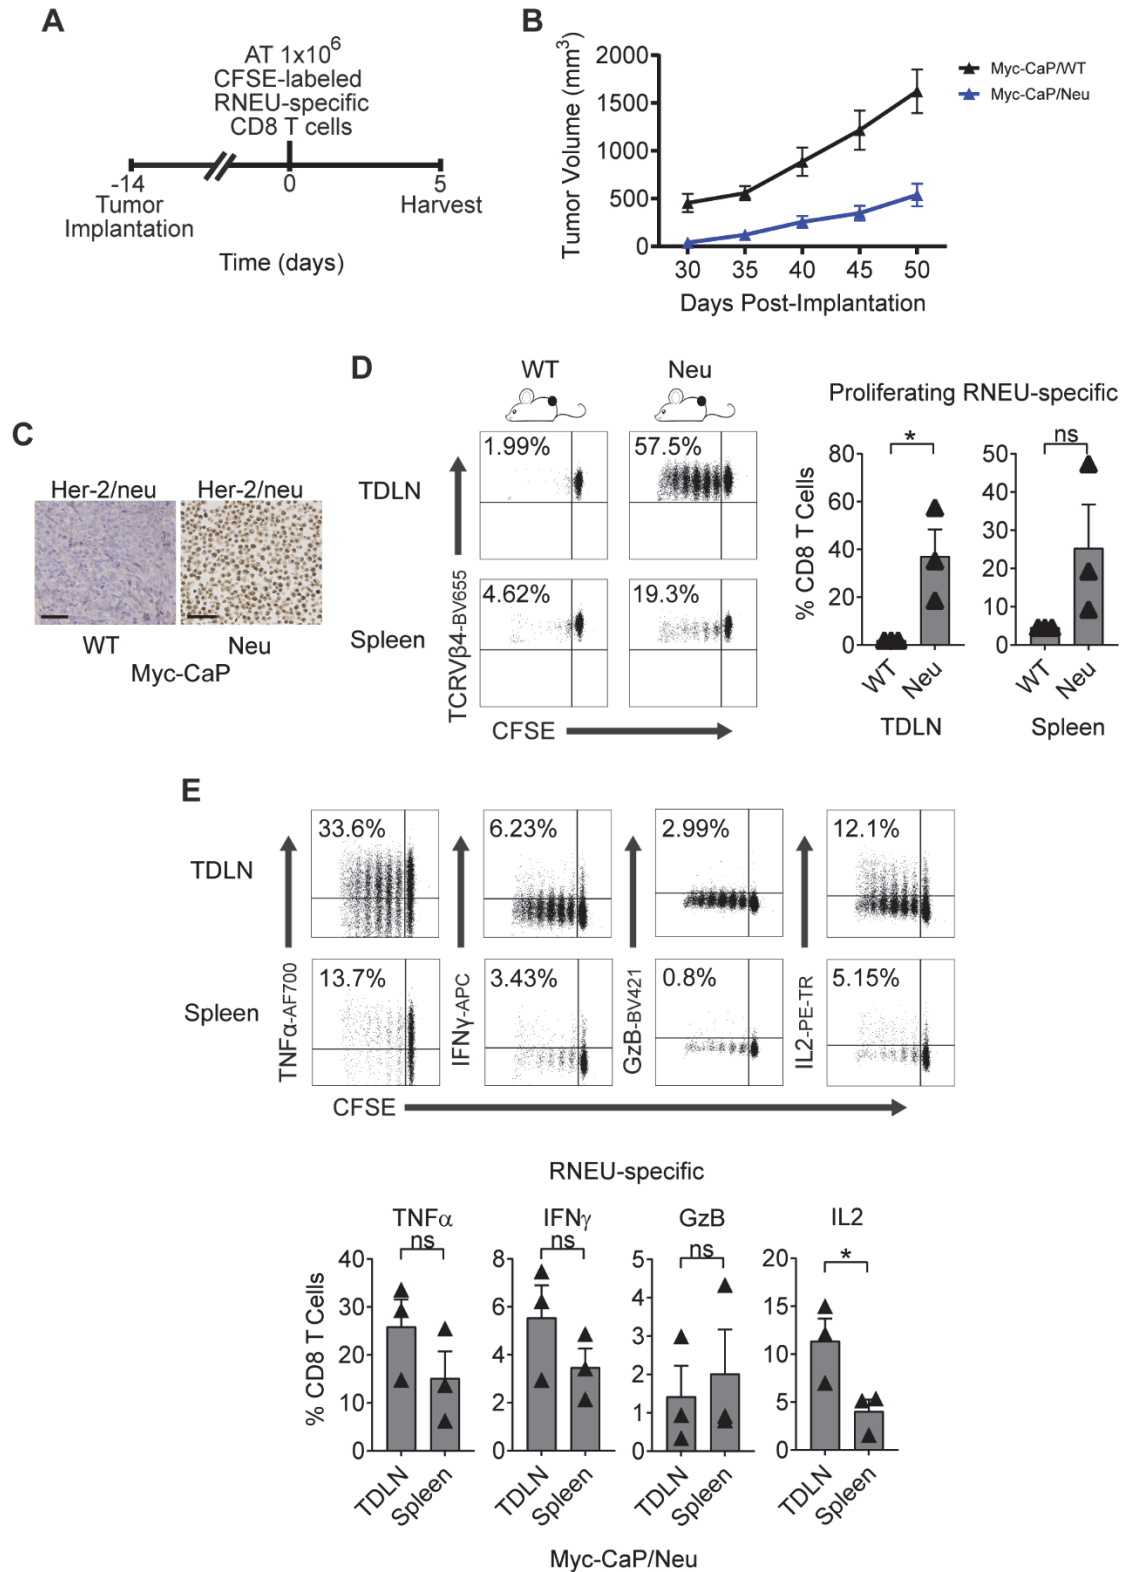 A
AT 1x10⁶
CFSE-labeled
RNEU-specific
CD8 T cells
-14
0
5
Tumor
Implantation
Harvest
Time (days)
B
Tumor Volume (mm³)
2000
1500
1000
500
0
30 35 40 45 50
Days Post-Implantation
Myc-CaP/WT
Myc-CaP/Neu
C
Her-2/neu Her-2/neu
WT Neu
Myc-CaP
D
WT Neu
TDLN
1.99% 57.5%
Spleen
4.62% 19.3%
TCRVβ4-BV655
CFSE
Proliferating RNEU-specific
% CD8 T Cells
*
80
60
40
20
0
WT Neu
TDLN
ns
50
40
30
20
10
0
WT Neu
Spleen
E
TDLN
33.6% 6.23% 2.99% 12.1%
Spleen
13.7% 3.43% 0.8% 5.15%
TNFα-AF700
IFNγ-APC
GzB-BV421
IL2-PE-TR
CFSE
RNEU-specific
% CD8 T Cells
TNFα
ns
40
30
20
10
0
TDLN Spleen
IFNγ
ns
8
6
4
2
0
TDLN Spleen
GzB
ns
5
4
3
2
1
0
TDLN Spleen
IL2
*
20
15
10
5
0
TDLN Spleen
Myc-CaP/Neu